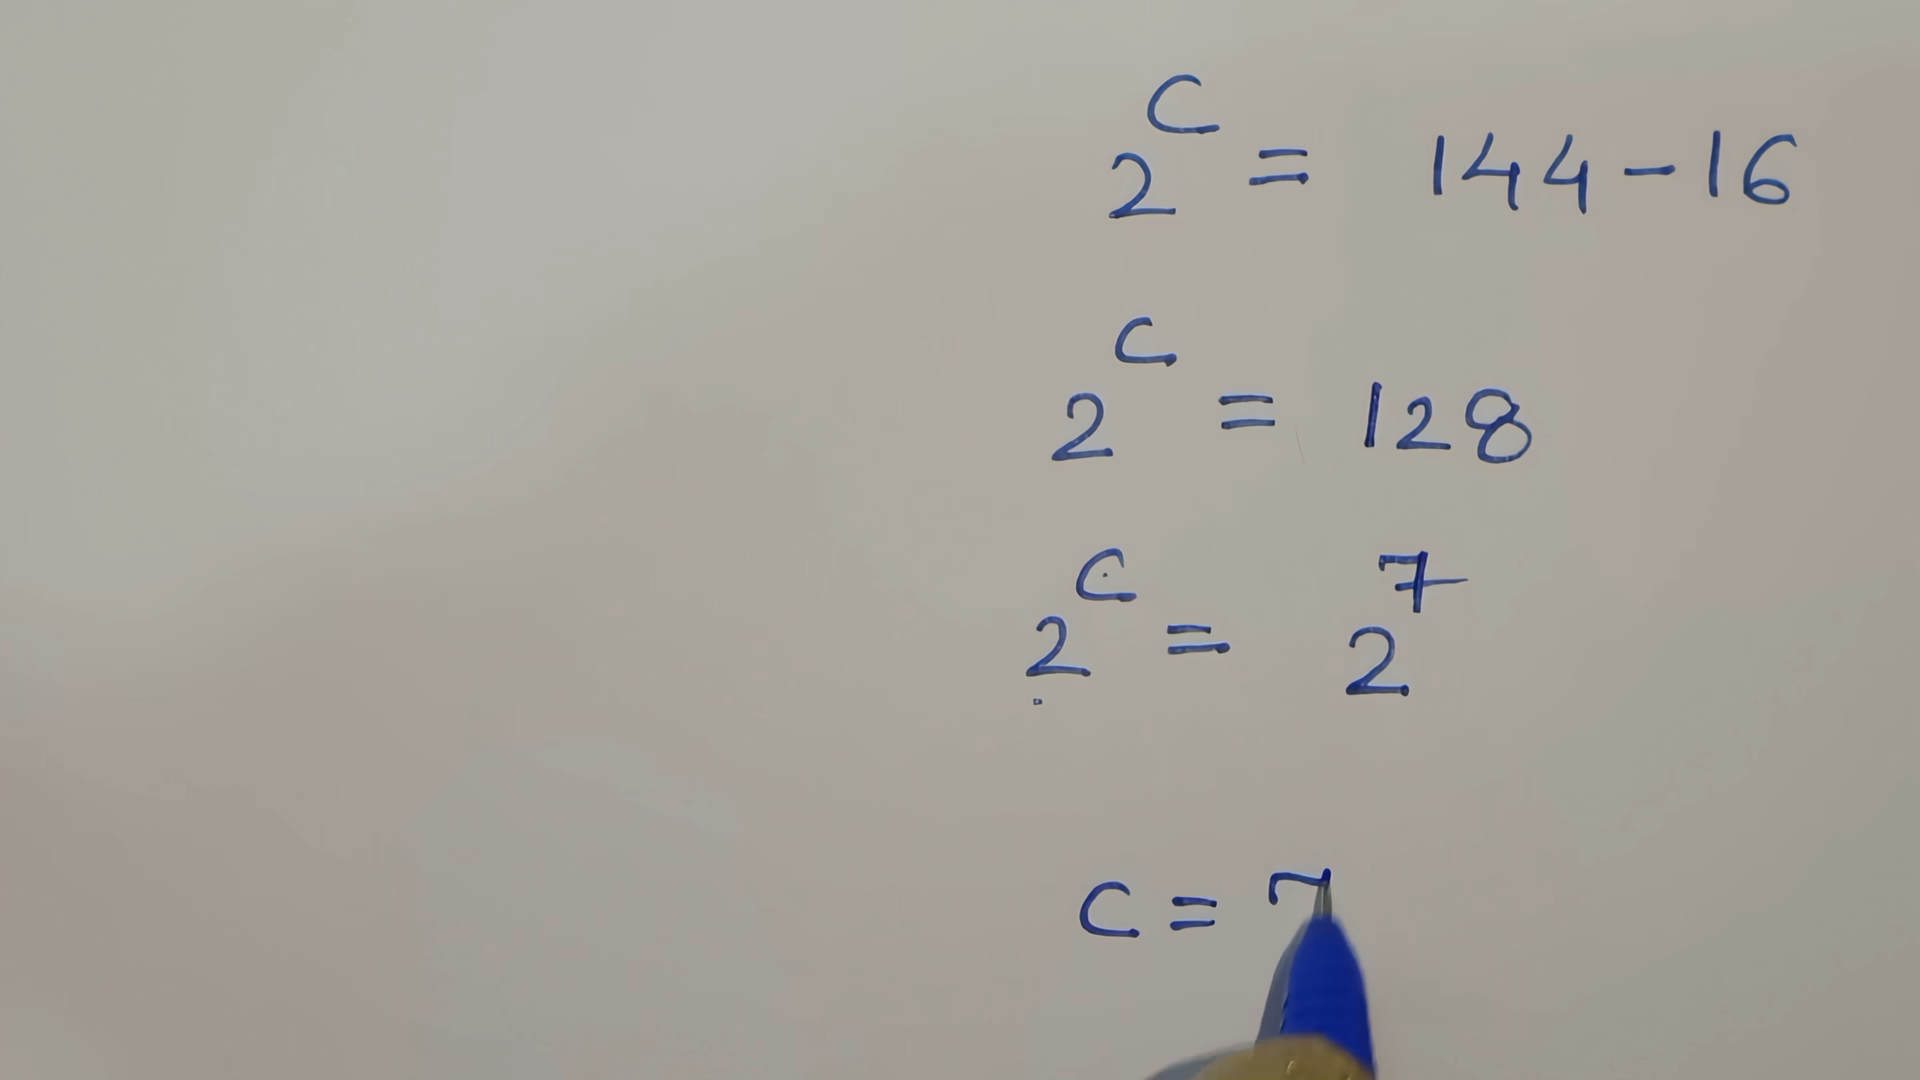 2^C = 144-16
2^C = 128
2^C = 2^7
C = 7